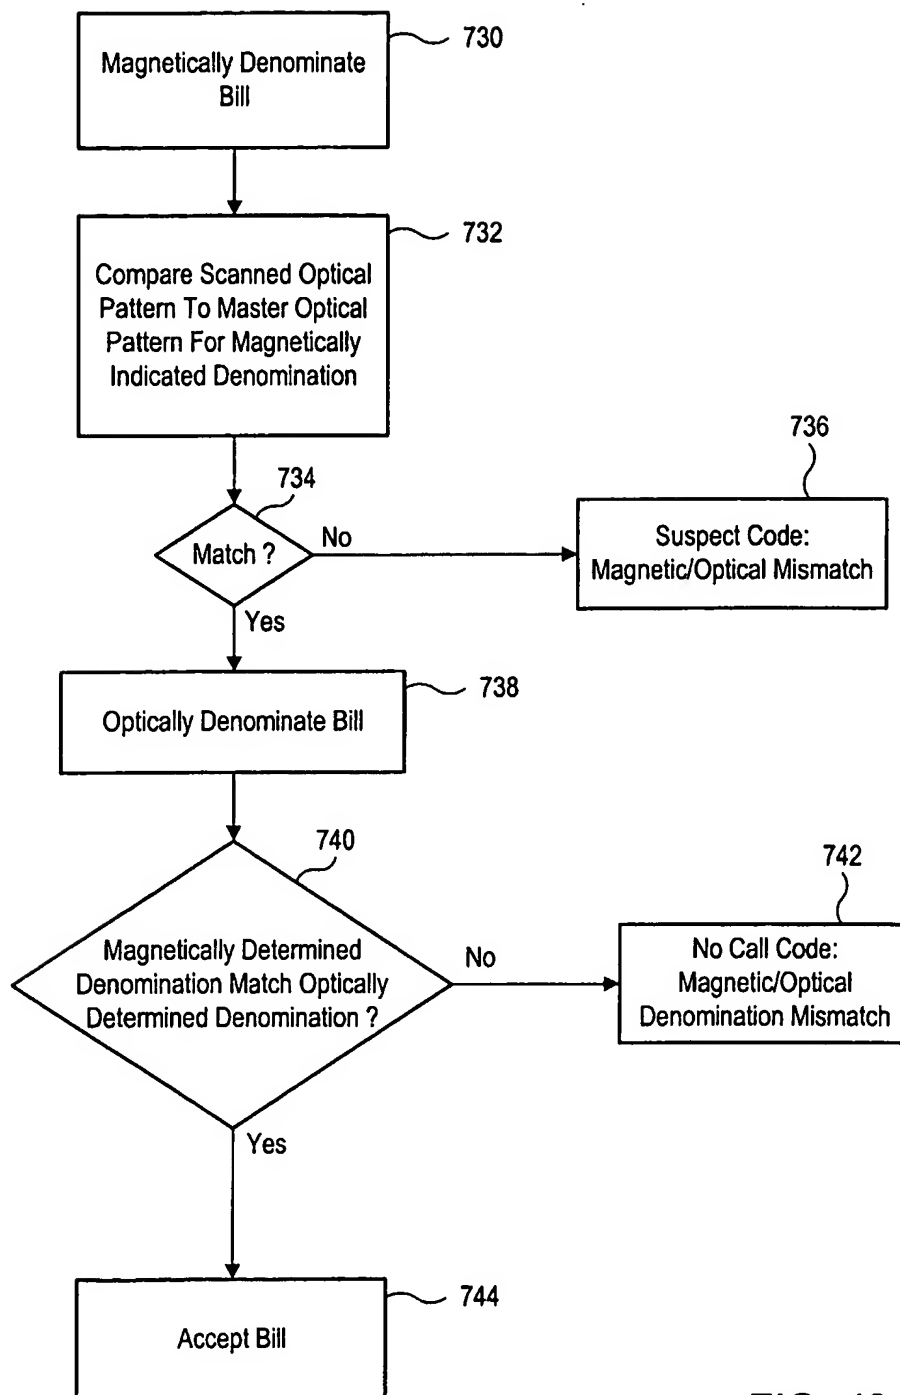 730
Magnetically Denominate
Bill
732
Compare Scanned Optical
Pattern To Master Optical
Pattern For Magnetically
Indicated Denomination
736
734
Match ?
No
Suspect Code:
Magnetic/Optical Mismatch
Yes
738
Optically Denominate Bill
740
742
Magnetically Determined
Denomination Match Optically
Determined Denomination ?
No
No Call Code:
Magnetic/Optical
Denomination Mismatch
Yes
744
Accept Bill